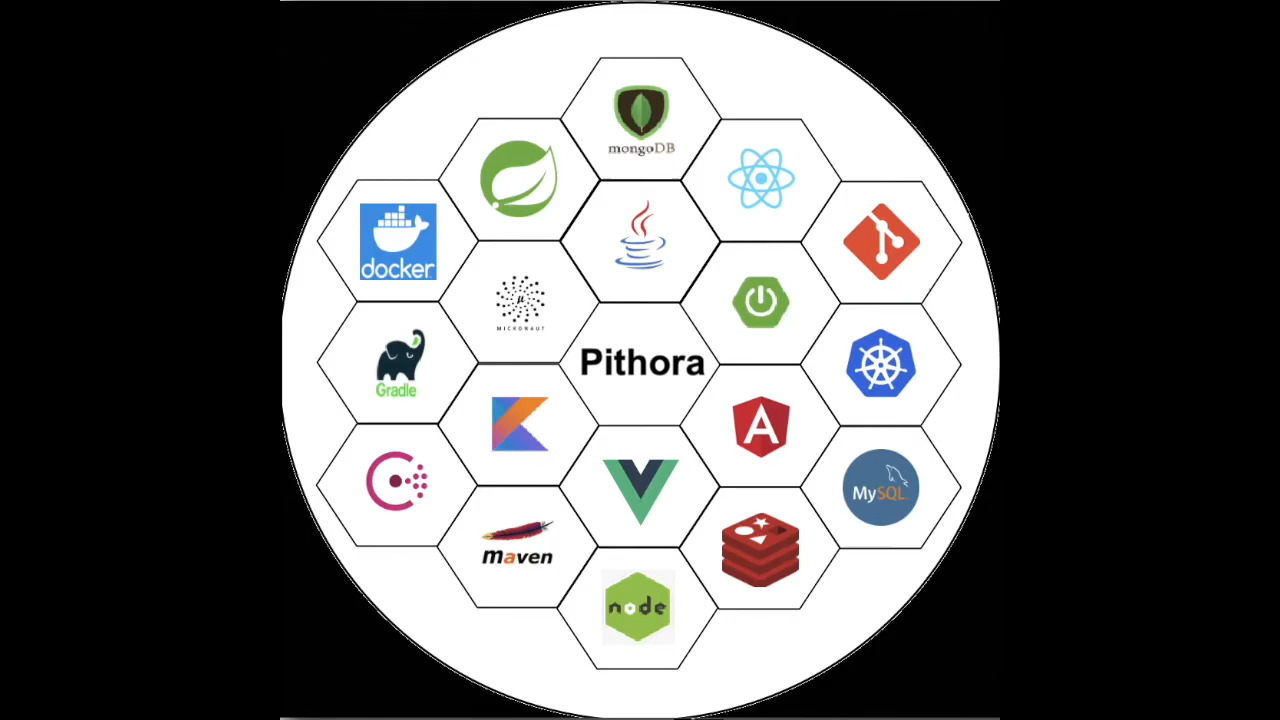 mongoDB
docker
μ
MICRONAUT
Gradle
Pithora
A
MySQL
maven
node